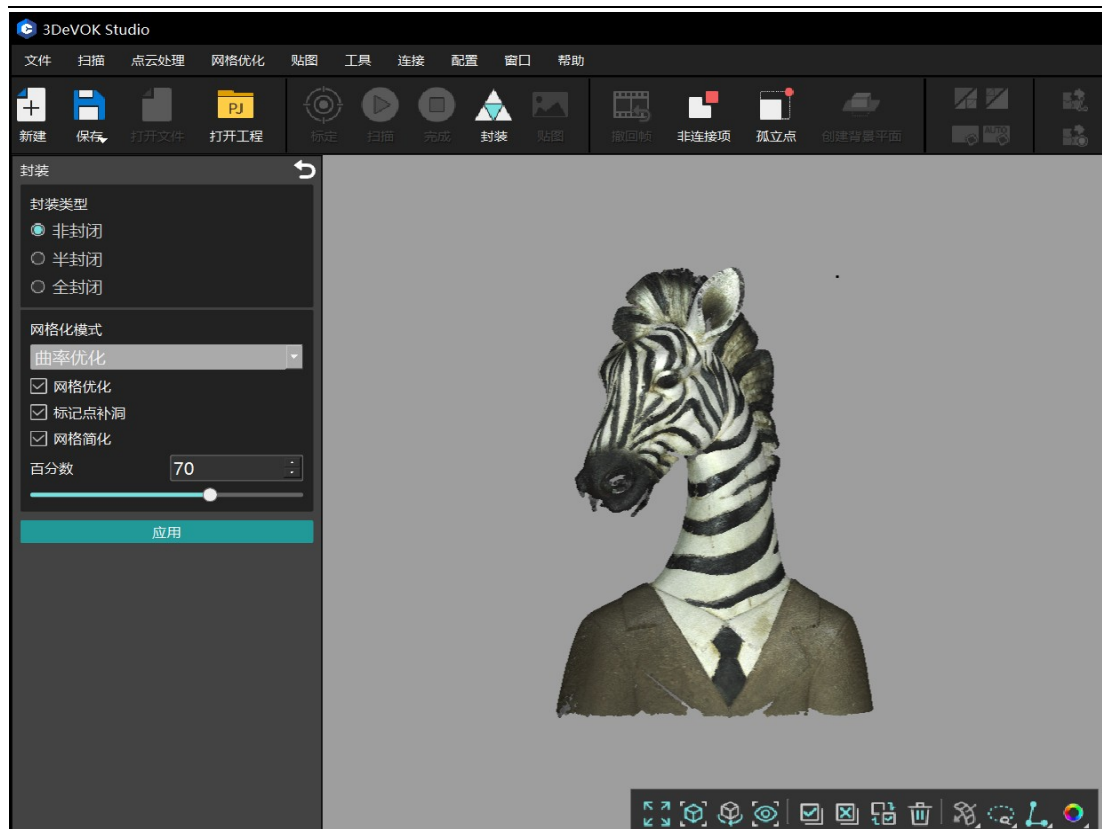 3DeVOK Studio
文件 扫描 点云处理 网格优化 贴图 工具 连接 配置 窗口 帮助
PJ
新建 保存 打开文件 打开工程 标定 扫描 完成 封装 贴图 撤回帧 非连接项 孤立点 创建背景平面
AUTO
封装
封装类型
非封闭
半封闭
全封闭
网格化模式
曲率优化
网格优化
标记点补洞
网格简化
百分数 70
应用